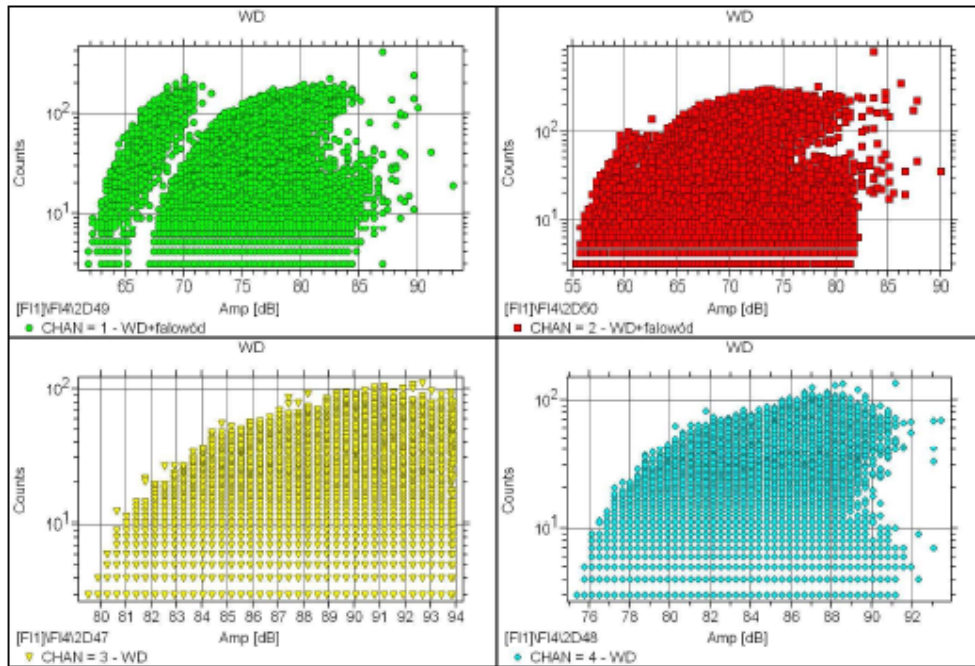 WD
Counts
10²
10¹
65 70 75 80 85 90
[FI1]\FI4\2D49 Amp [dB]
CHAN = 1 - WD+falowód
WD
Counts
10²
10¹
55 60 65 70 75 80 85 90
[FI1]\FI4\2D50 Amp [dB]
CHAN = 2 - WD+falowód
WD
Counts
10²
10¹
80 81 82 83 84 85 86 87 88 89 90 91 92 93 94
[FI1]\FI4\2D47 Amp [dB]
CHAN = 3 - WD
WD
Counts
10²
10¹
76 78 80 82 84 86 88 90 92
[FI1]\FI4\2D48 Amp [dB]
CHAN = 4 - WD